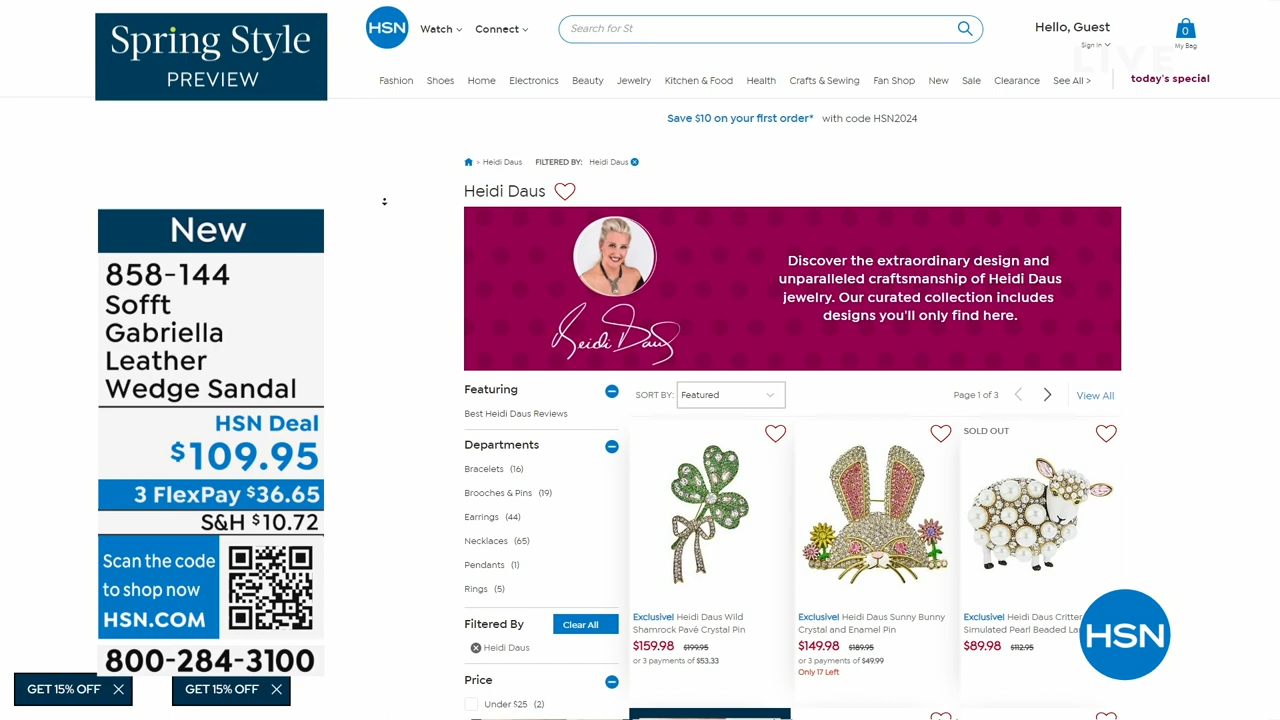 Spring Style
PREVIEW
HSN
Watch
Connect
Search for St
Hello, Guest
Sign In
0
My Bag
LIVE
Fashion Shoes Home Electronics Beauty Jewelry Kitchen & Food Health Crafts & Sewing Fan Shop New Sale Clearance See All >
today's special
Save $10 on your first order* with code HSN2024
> Heidi Daus FILTERED BY: Heidi Daus
Heidi Daus
Discover the extraordinary design and
unparalleled craftsmanship of Heidi Daus
jewelry. Our curated collection includes
designs you'll only find here.
Heidi Daus
New
858-144
Sofft
Gabriella
Leather
Wedge Sandal
HSN Deal
$109.95
3 FlexPay $36.65
S&H $10.72
Scan the code
to shop now
HSN.COM
800-284-3100
GET 15% OFF
GET 15% OFF
Featuring
Best Heidi Daus Reviews
Departments
Bracelets (16)
Brooches & Pins (19)
Earrings (44)
Necklaces (65)
Pendants (1)
Rings (5)
Filtered By
Clear All
Heidi Daus
Price
Under $25 (2)
SORT BY: Featured
Page 1 of 3
View All
Exclusive! Heidi Daus Wild
Shamrock Pavé Crystal Pin
$159.98 $199.95
or 3 payments of $53.33
Exclusive! Heidi Daus Sunny Bunny
Crystal and Enamel Pin
$149.98 $189.95
or 3 payments of $49.99
Only 17 Left
SOLD OUT
Exclusive! Heidi Daus Critter
Simulated Pearl Beaded La
$89.98 $112.95
HSN